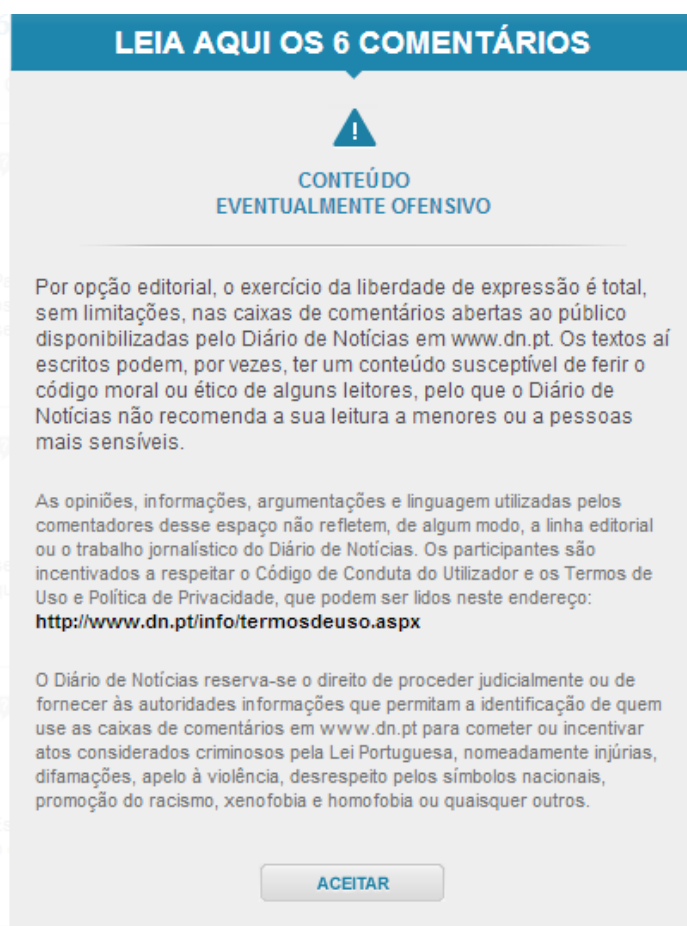 LEIA AQUI OS 6 COMENTÁRIOS
!
CONTEÚDO
EVENTUALMENTE OFENSIVO
Por opção editorial, o exercício da liberdade de expressão é total,
sem limitações, nas caixas de comentários abertas ao público
disponibilizadas pelo Diário de Notícias em www.dn.pt. Os textos aí
escritos podem, por vezes, ter um conteúdo susceptível de ferir o
código moral ou ético de alguns leitores, pelo que o Diário de
Notícias não recomenda a sua leitura a menores ou a pessoas
mais sensíveis.
As opiniões, informações, argumentações e linguagem utilizadas pelos
comentadores desse espaço não refletem, de algum modo, a linha editorial
ou o trabalho jornalístico do Diário de Notícias. Os participantes são
incentivados a respeitar o Código de Conduta do Utilizador e os Termos de
Uso e Política de Privacidade, que podem ser lidos neste endereço:
http://www.dn.pt/info/termosdeuso.aspx
O Diário de Notícias reserva-se o direito de proceder judicialmente ou de
fornecer às autoridades informações que permitam a identificação de quem
use as caixas de comentários em www.dn.pt para cometer ou incentivar
atos considerados criminosos pela Lei Portuguesa, nomeadamente injúrias,
difamações, apelo à violência, desrespeito pelos símbolos nacionais,
promoção do racismo, xenofobia e homofobia ou quaisquer outros.
ACEITAR